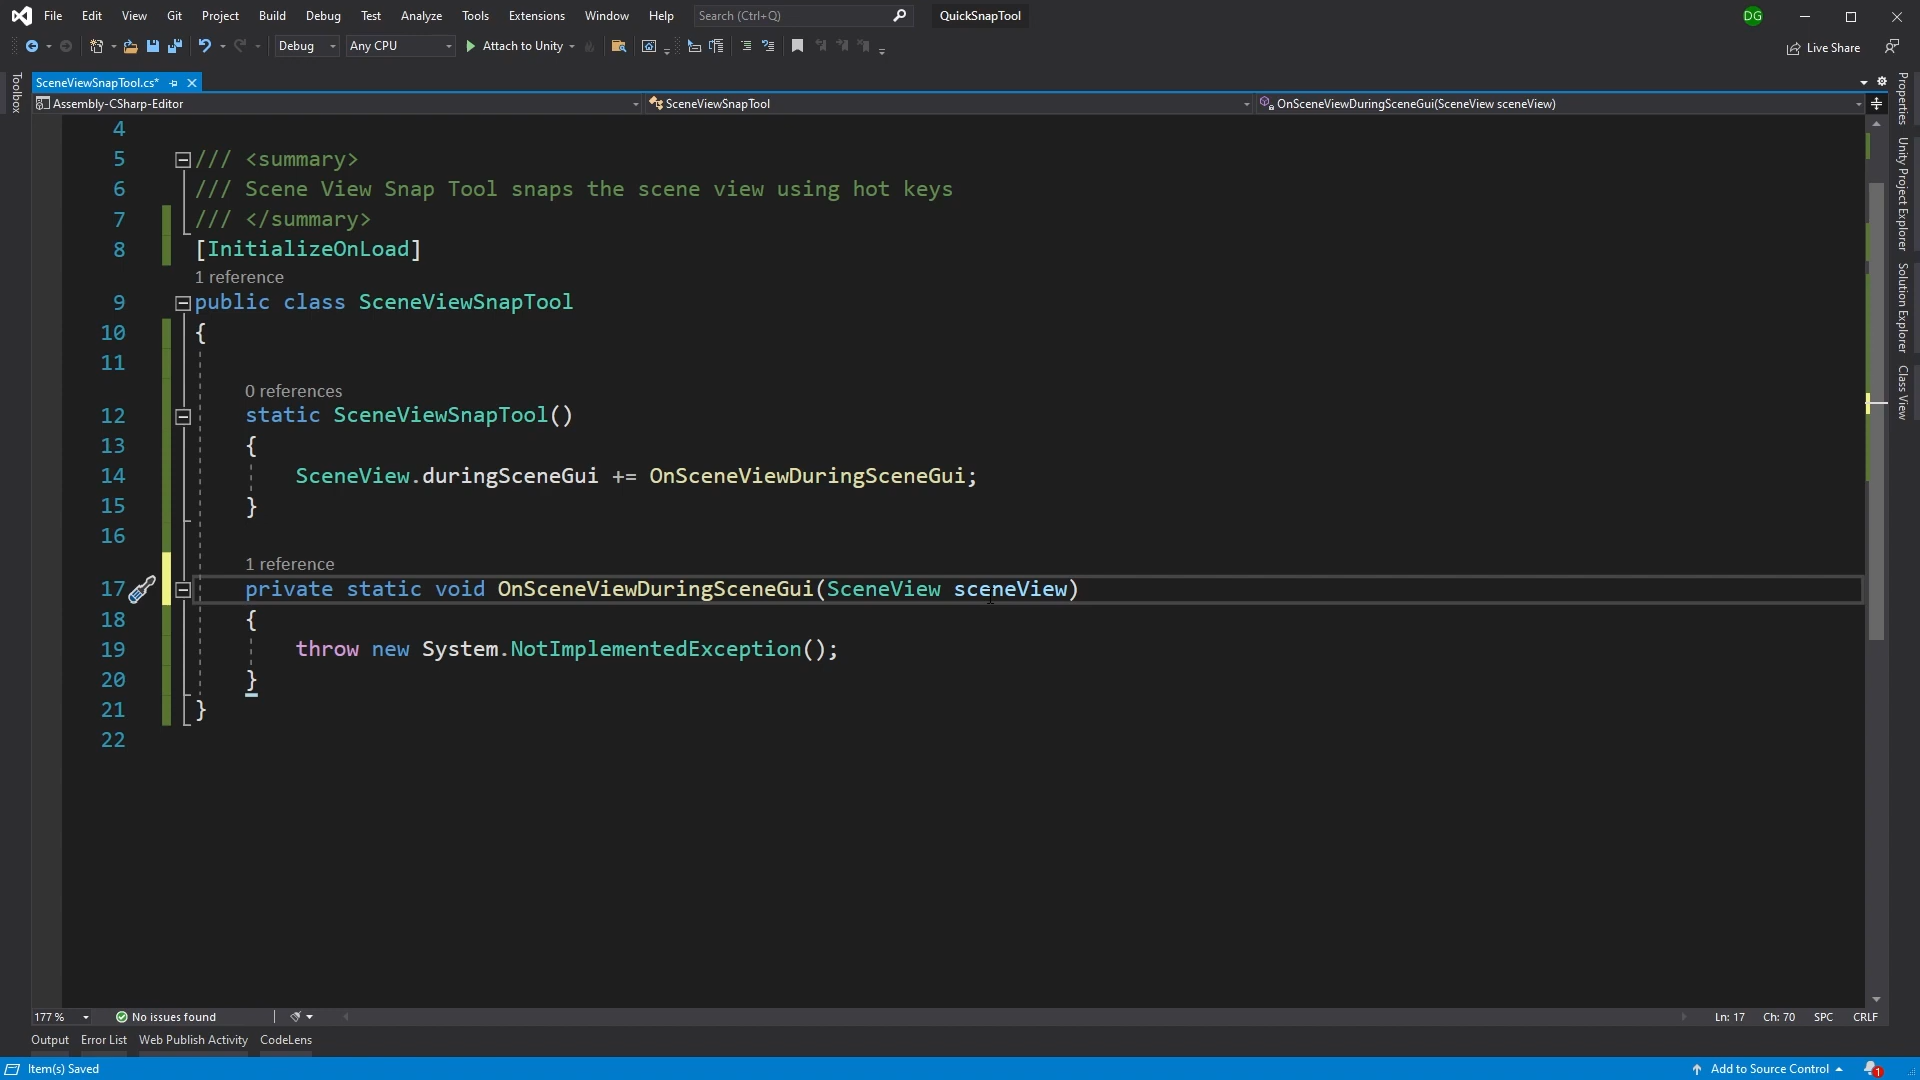 File Edit View Git Project Build Debug Test Analyze Tools Extensions Window Help Search (Ctrl+Q) QuickSnapTool DG
Debug Any CPU Attach to Unity Live Share
Toolbox
SceneViewSnapTool.cs*
Assembly-CSharp-Editor SceneViewSnapTool OnSceneViewDuringSceneGui(SceneView sceneView)
4
5 /// <summary>
6 /// Scene View Snap Tool snaps the scene view using hot keys
7 /// </summary>
8 [InitializeOnLoad]
1 reference
9 public class SceneViewSnapTool
10 {
11
0 references
12 static SceneViewSnapTool()
13 {
14 SceneView.duringSceneGui += OnSceneViewDuringSceneGui;
15 }
16
1 reference
17 private static void OnSceneViewDuringSceneGui(SceneView sceneView)
18 {
19 throw new System.NotImplementedException();
20 }
21 }
22
Properties
Unity Project Explorer
Solution Explorer
Class View
177 % No issues found Ln: 17 Ch: 70 SPC CRLF
Output Error List Web Publish Activity CodeLens
Item(s) Saved Add to Source Control 1